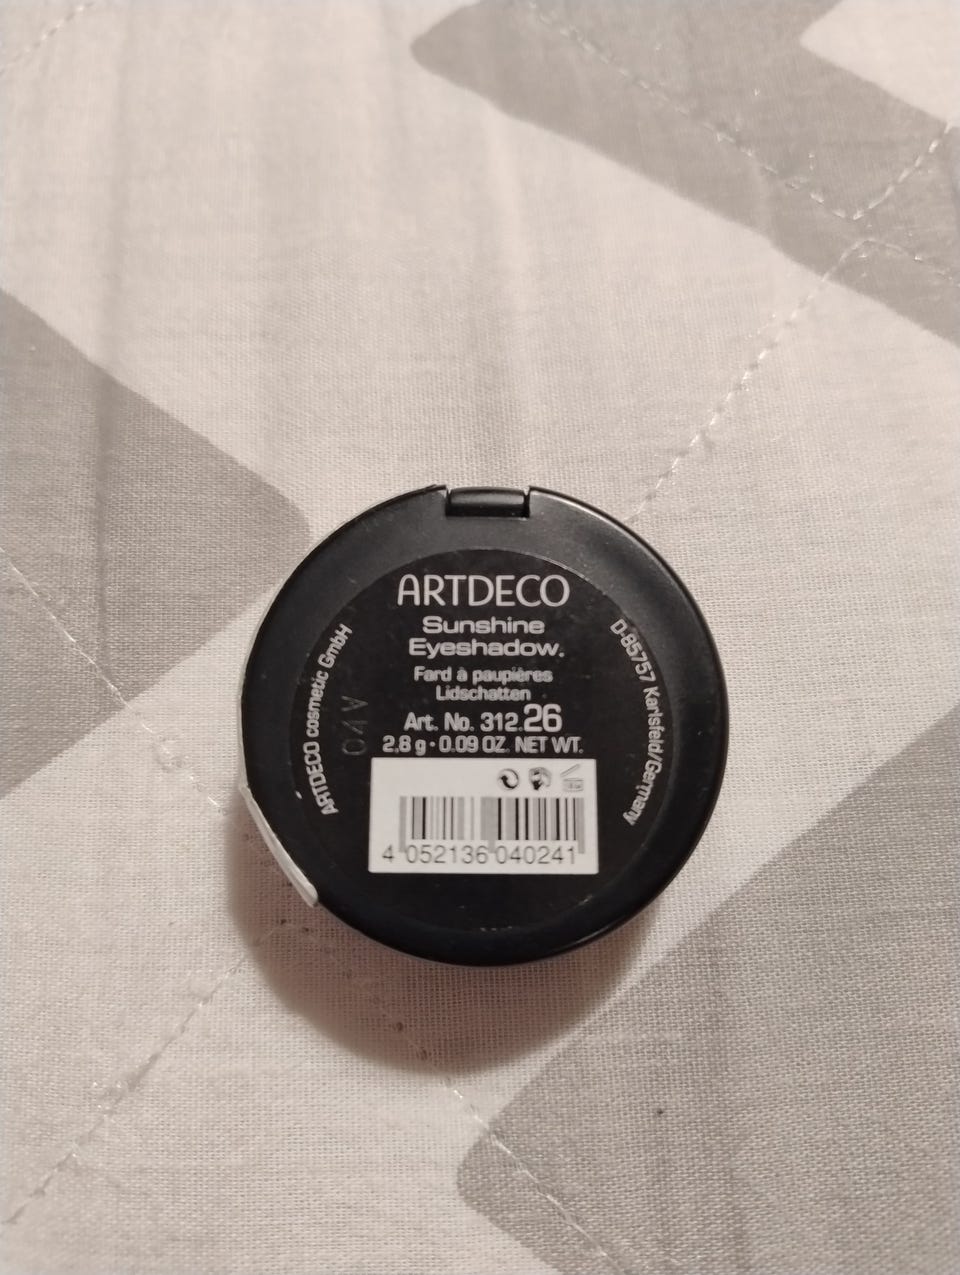 ARTDECO
Sunshine
Eyeshadow.
Fard à paupières
Lidschatten
Art. No. 312.26
2,8 g • 0.09 OZ. NET WT.
4 052136 040241
ARTDECO cosmetic GmbH
D-85757 Karlsfeld/Germany
04V